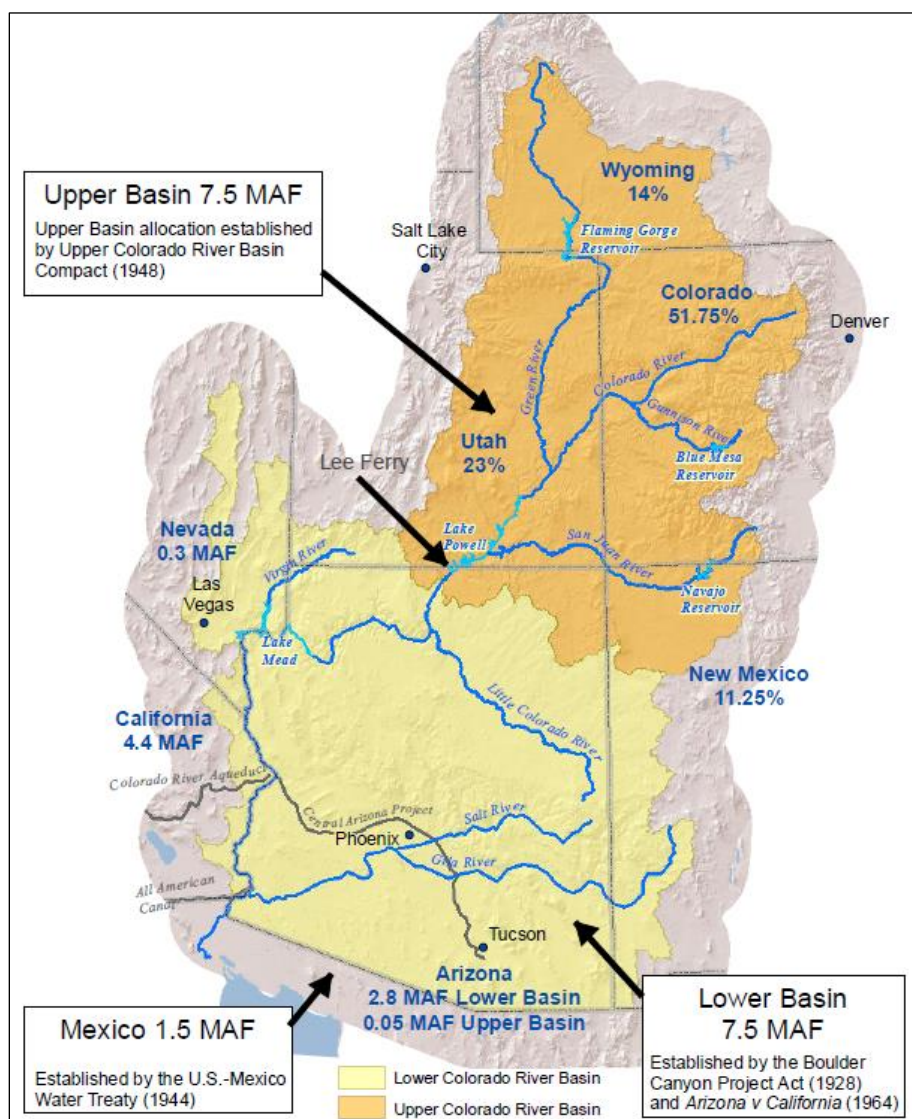 Upper Basin 7.5 MAF
Upper Basin allocation established
by Upper Colorado River Basin
Compact (1948)
Wyoming
14%
Salt Lake
City
Flaming Gorge
Reservoir
Colorado
51.75%
Denver
Green River
Colorado River
Gunnison River
Blue Mesa
Reservoir
Utah
23%
Lee Ferry
Nevada
0.3 MAF
Virgin River
Lake
Powell
San Juan River
Las
Vegas
Navajo
Reservoir
Lake
Mead
New Mexico
11.25%
California
4.4 MAF
Little Colorado River
Colorado River Aqueduct
Central Arizona Project
Phoenix
Salt River
Gila River
All American
Canal
Tucson
Arizona
2.8 MAF Lower Basin
0.05 MAF Upper Basin
Mexico 1.5 MAF
Established by the U.S.-Mexico
Water Treaty (1944)
Lower Basin
7.5 MAF
Established by the Boulder
Canyon Project Act (1928)
and Arizona v California (1964)
Lower Colorado River Basin
Upper Colorado River Basin